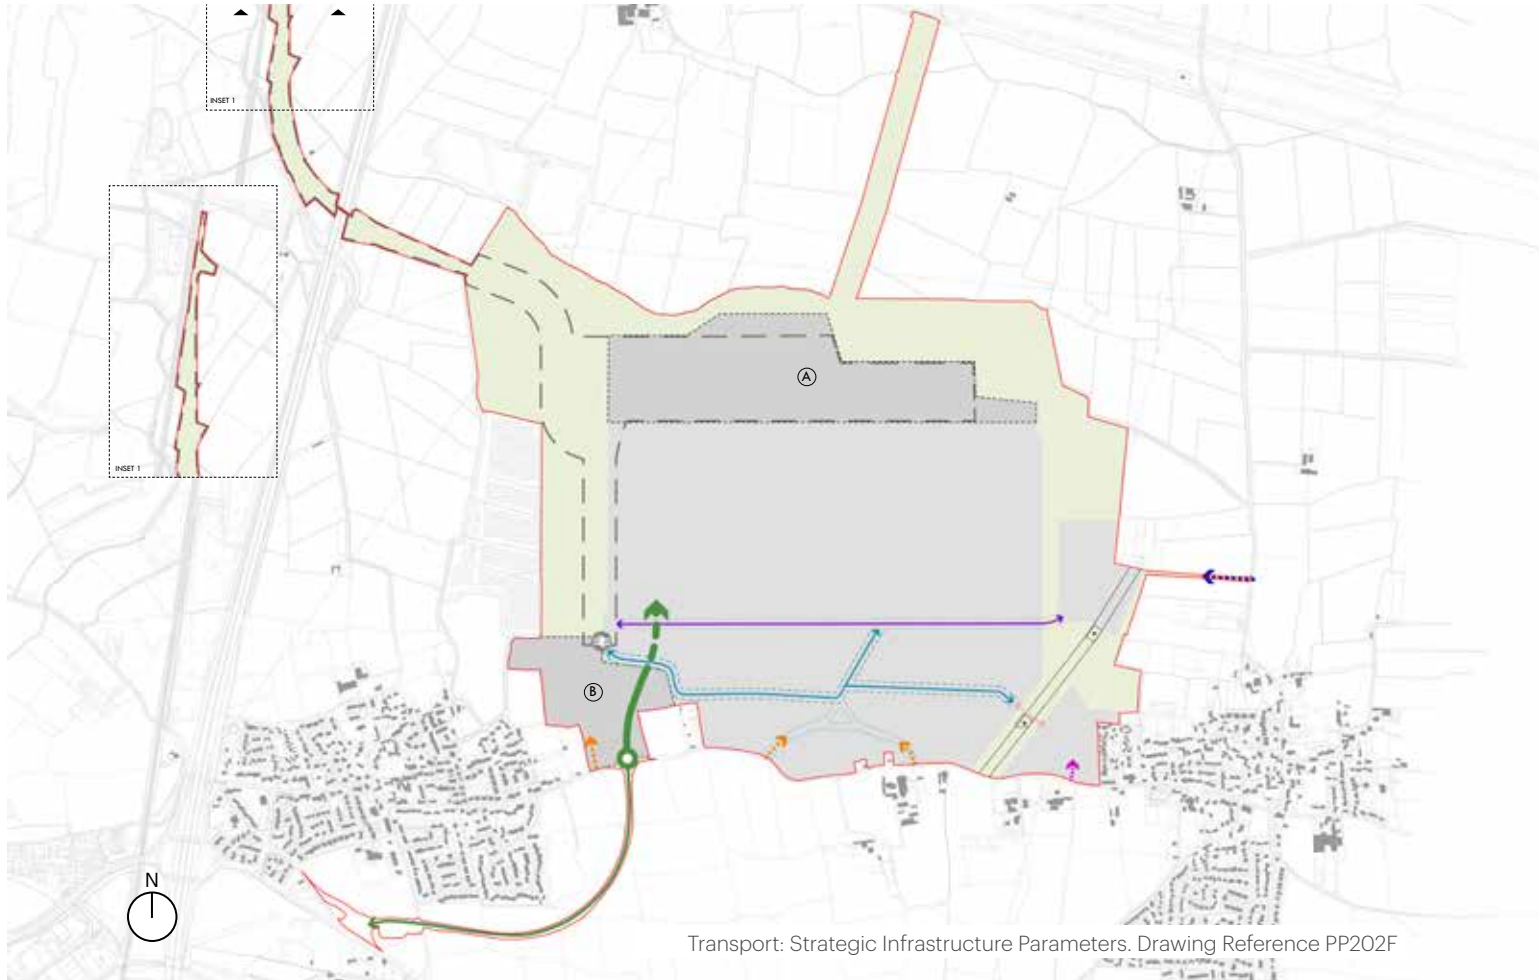 INSET 1
INSET 1
A
B
N
Transport: Strategic Infrastructure Parameters. Drawing Reference PP202F